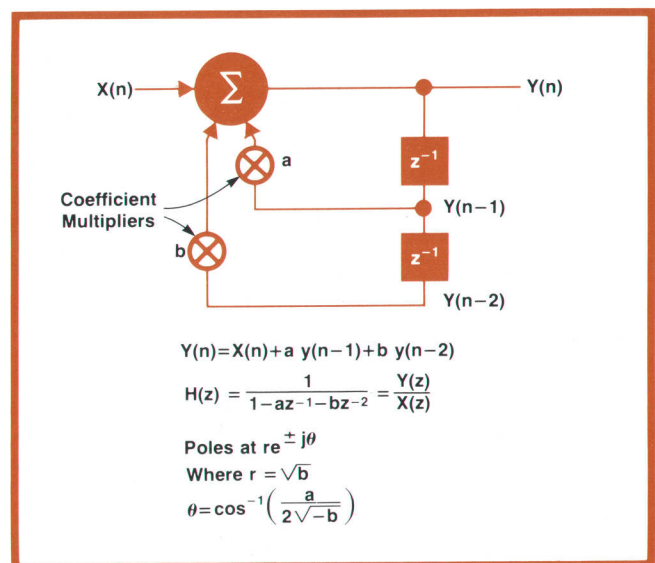 X(n)
Σ
Y(n)
a
z⁻¹
Coefficient
Multipliers
Y(n−1)
b
z⁻¹
Y(n−2)
Y(n)=X(n)+a y(n−1)+b y(n−2)
H(z) = 1/(1−az⁻¹−bz⁻²) = Y(z)/X(z)
Poles at re^(± jθ)
Where r = √b
θ=cos⁻¹(a/(2√−b))